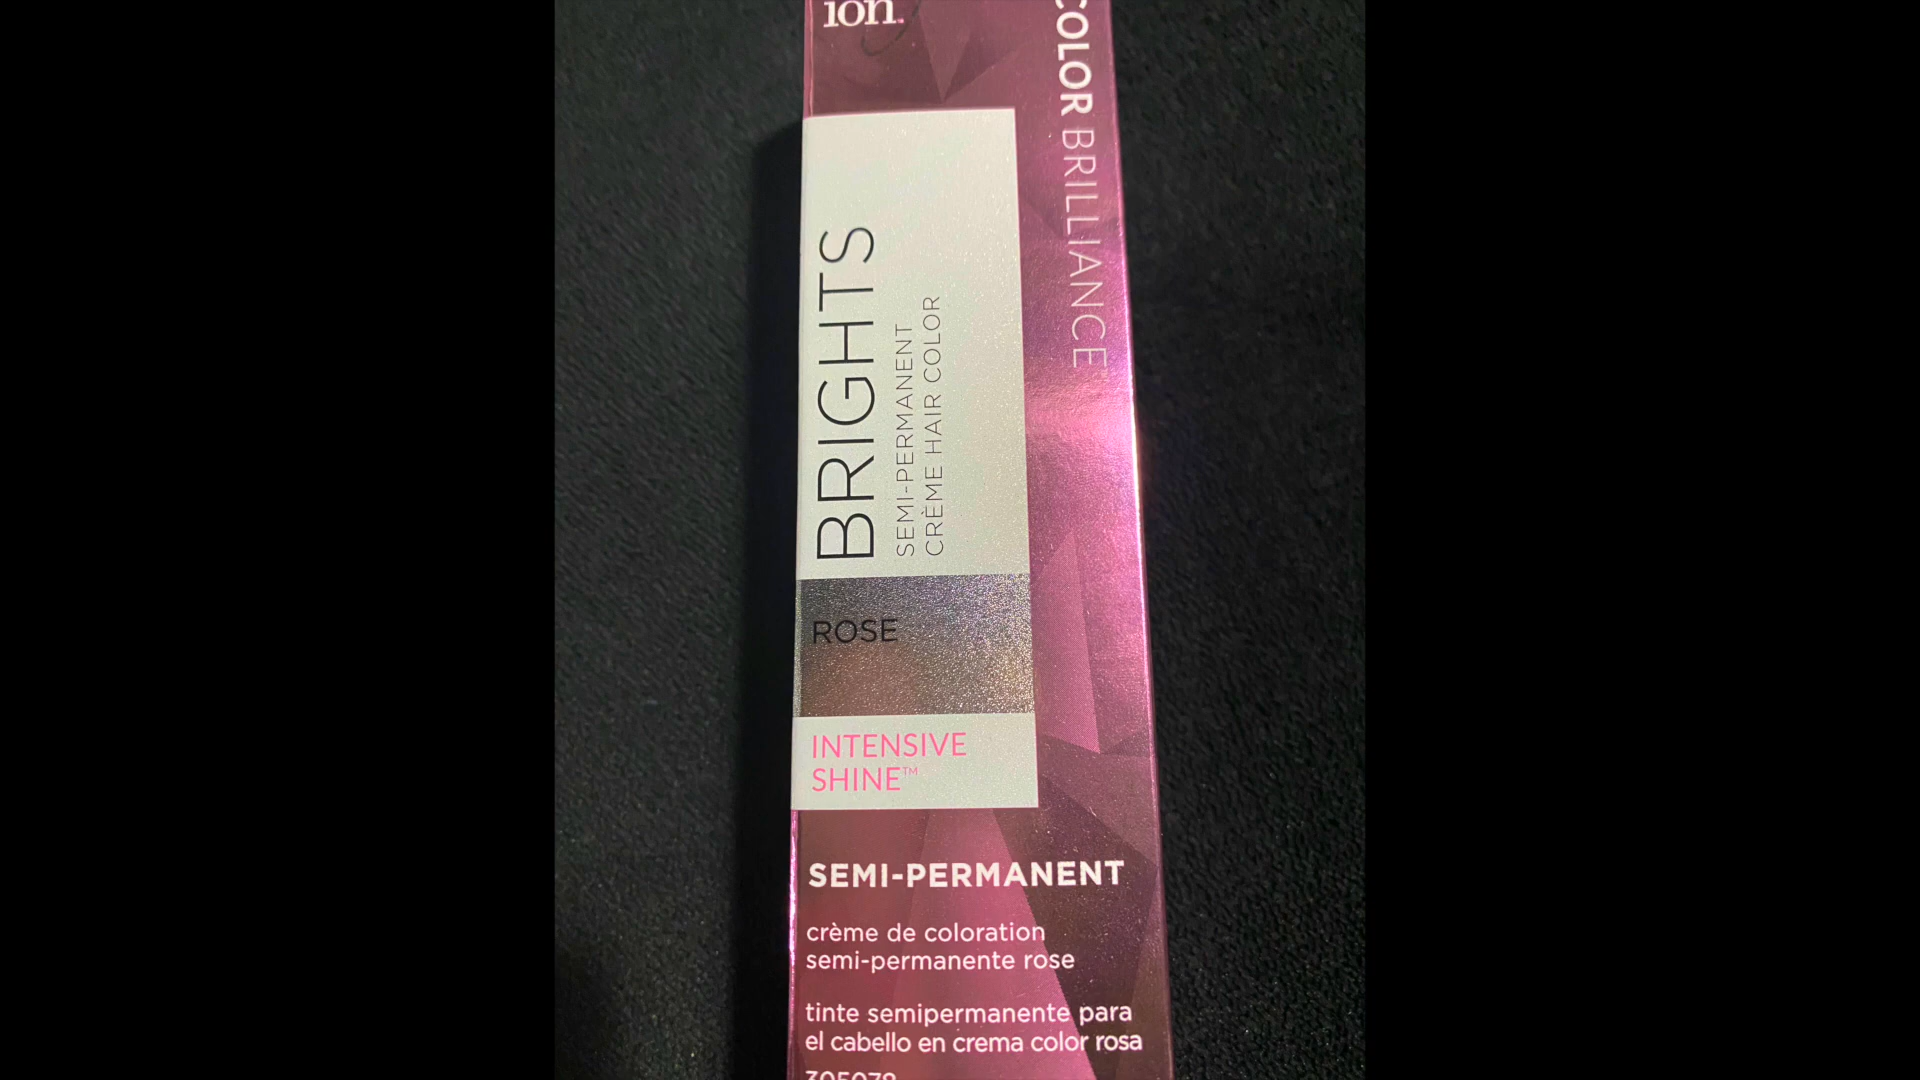 ion
COLOR BRILLIANCE
BRIGHTS
SEMI-PERMANENT
CRÈME HAIR COLOR
ROSE
INTENSIVE
SHINE™
SEMI-PERMANENT
crème de coloration
semi-permanente rose
tinte semipermanente para
el cabello en crema color rosa